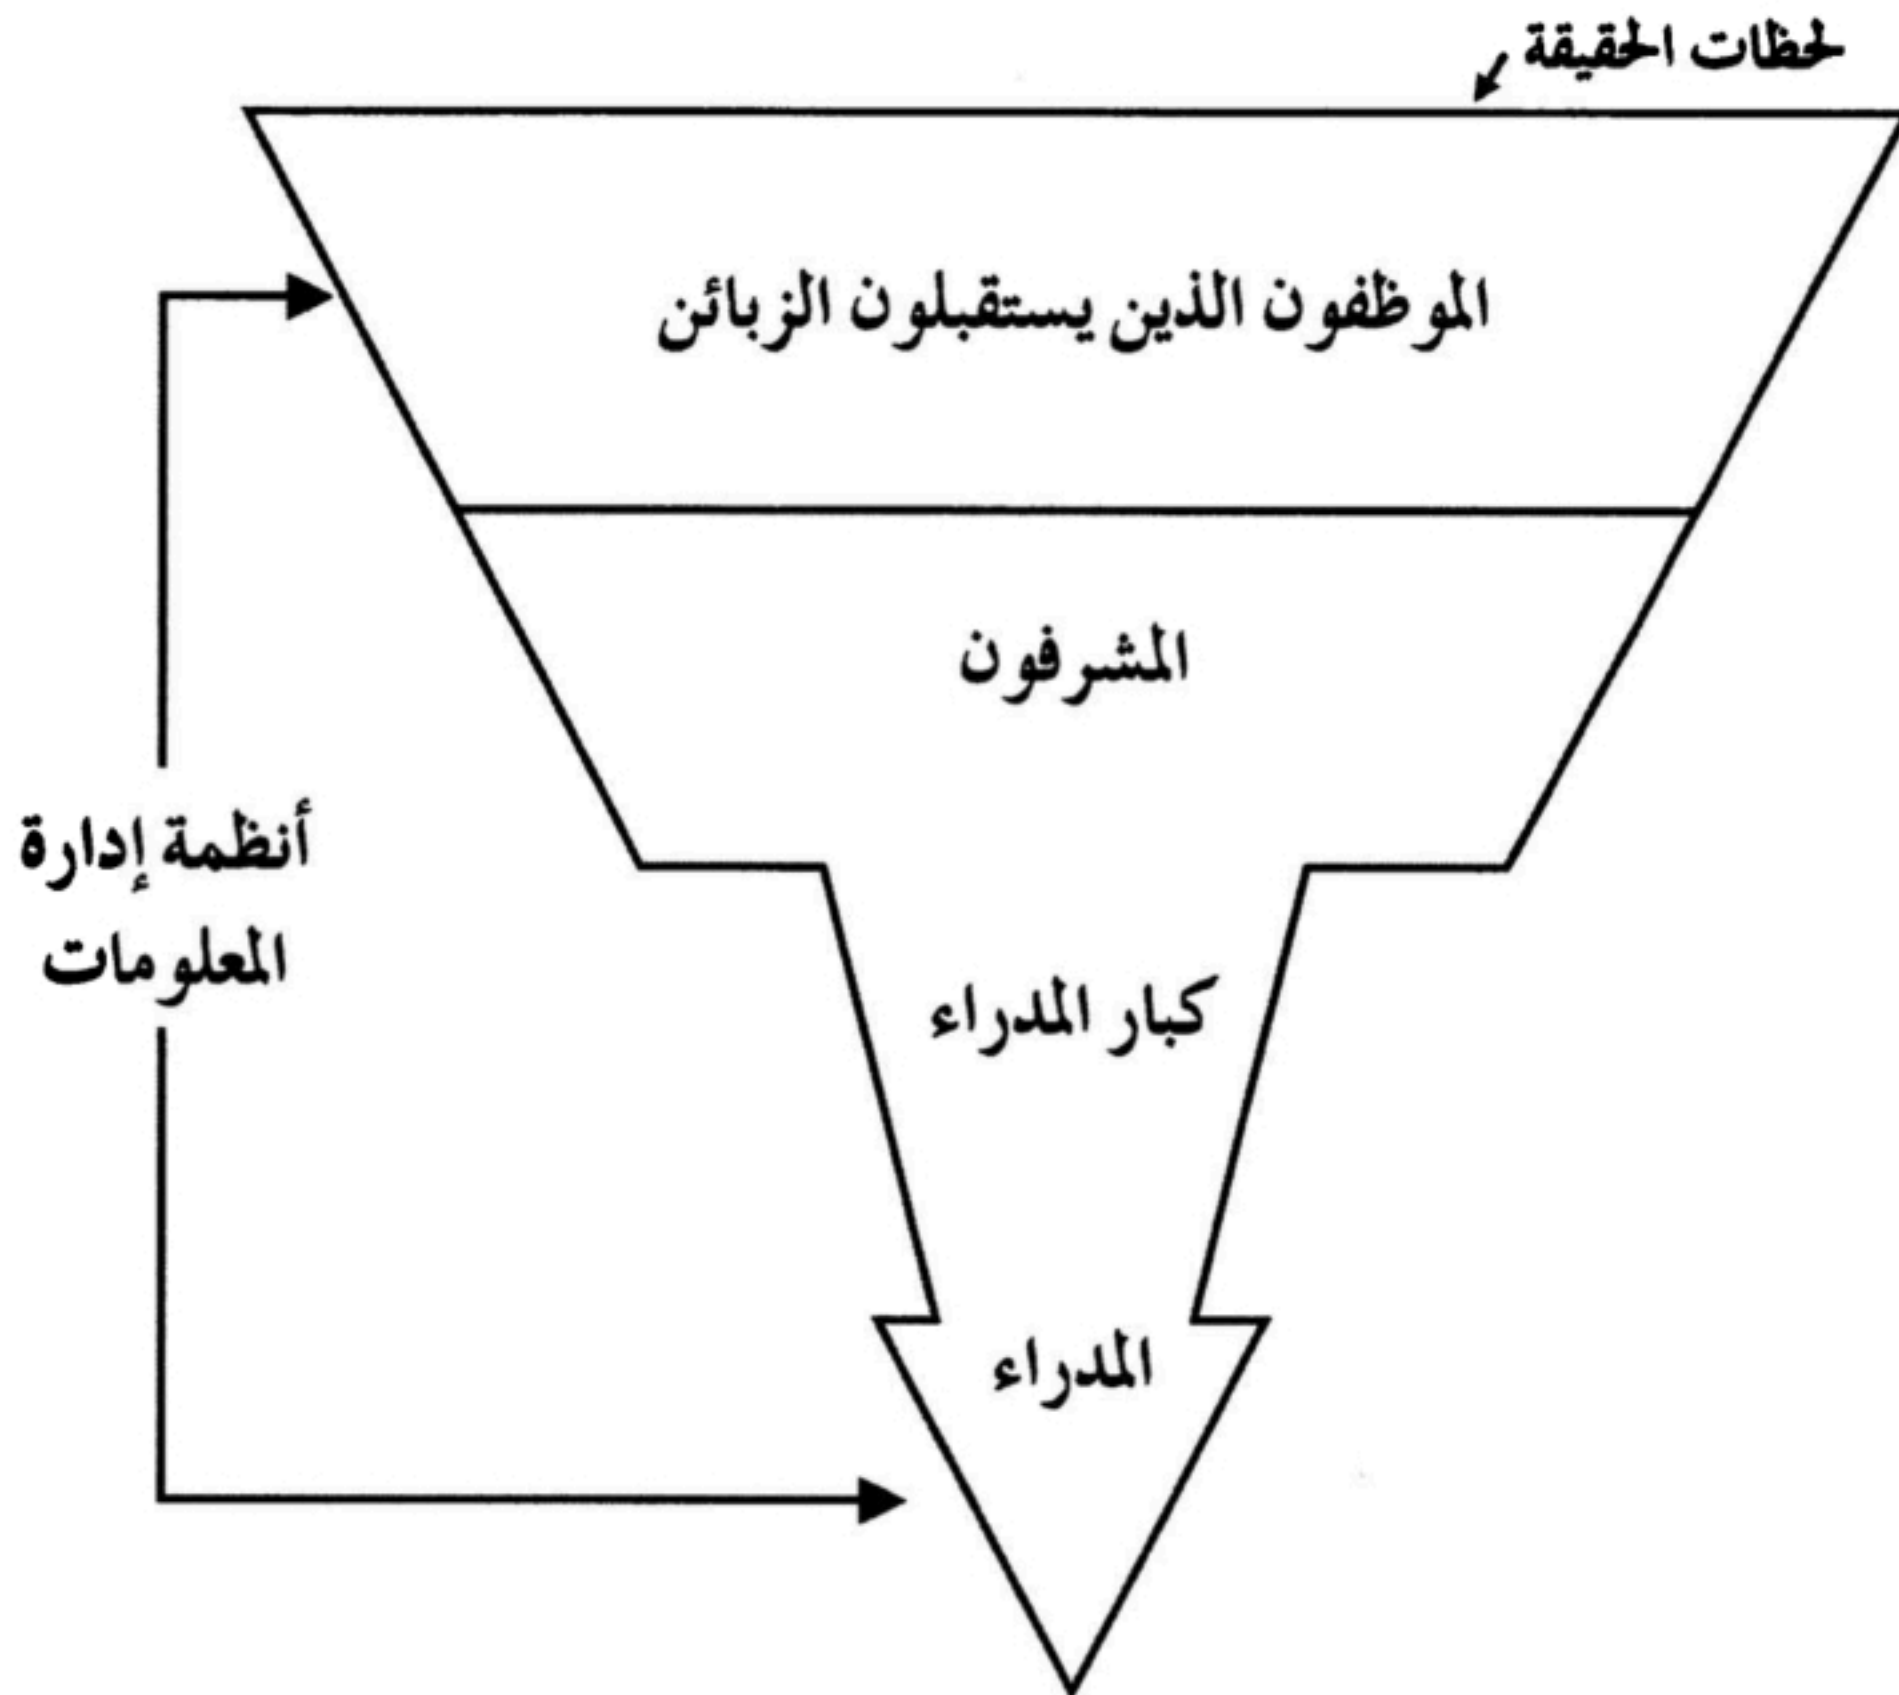 لحظات الحقيقة
الموظفون الذين يستقبلون الزبائن
المشرفون
أنظمة إدارة
المعلومات
كبار المدراء
المدراء